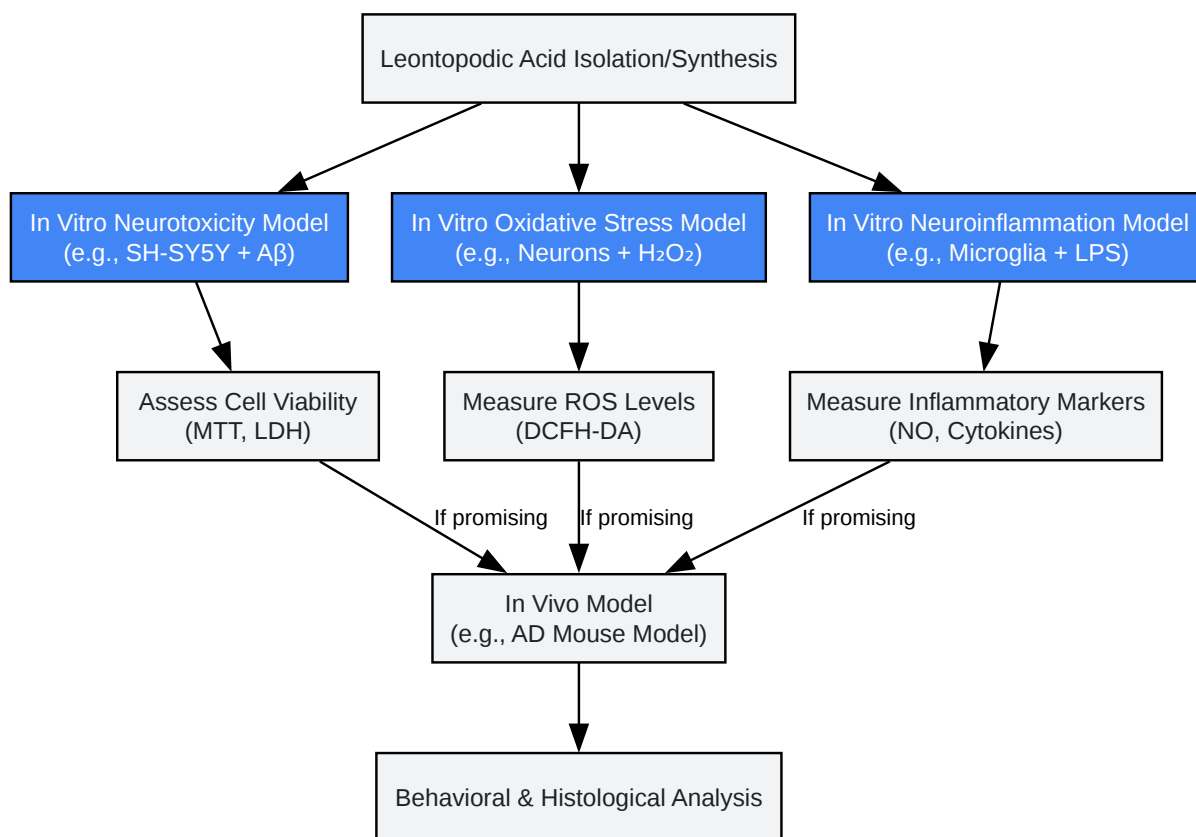 Leontopodic Acid Isolation/Synthesis
In Vitro Neurotoxicity Model
(e.g., SH-SY5Y + Aβ)
In Vitro Oxidative Stress Model
(e.g., Neurons + H₂O₂)
In Vitro Neuroinflammation Model
(e.g., Microglia + LPS)
Assess Cell Viability
(MTT, LDH)
Measure ROS Levels
(DCFH-DA)
Measure Inflammatory Markers
(NO, Cytokines)
If promising
If promising
If promising
In Vivo Model
(e.g., AD Mouse Model)
Behavioral & Histological Analysis